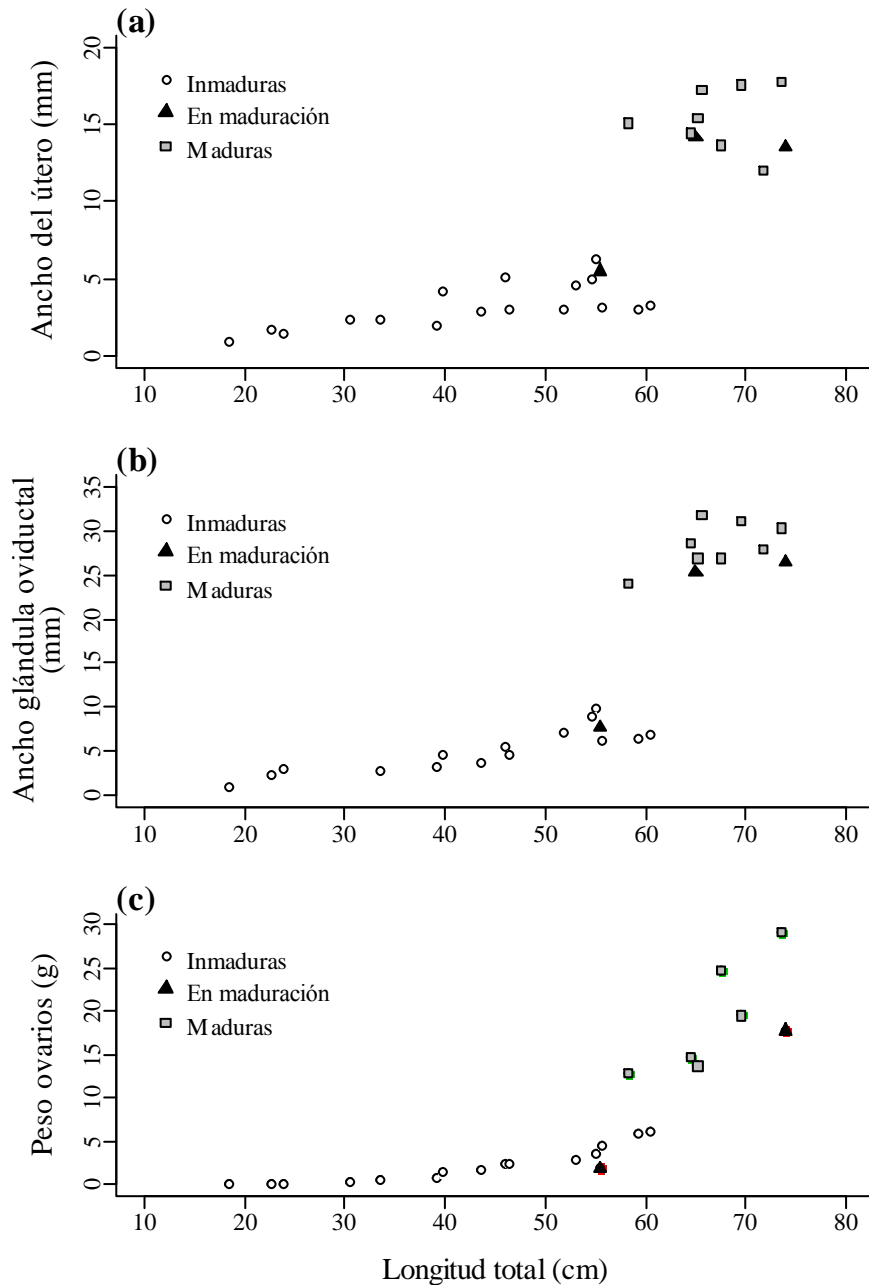 (a)
Ancho del útero (mm)
20
15
10
5
0
Inmaduras
En maduración
Maduras
10 20 30 40 50 60 70 80
(b)
Ancho glándula oviductal
(mm)
35
30
25
20
15
10
5
0
Inmaduras
En maduración
Maduras
10 20 30 40 50 60 70 80
(c)
Peso ovarios (g)
30
25
20
15
10
5
0
Inmaduras
En maduración
Maduras
10 20 30 40 50 60 70 80
Longitud total (cm)